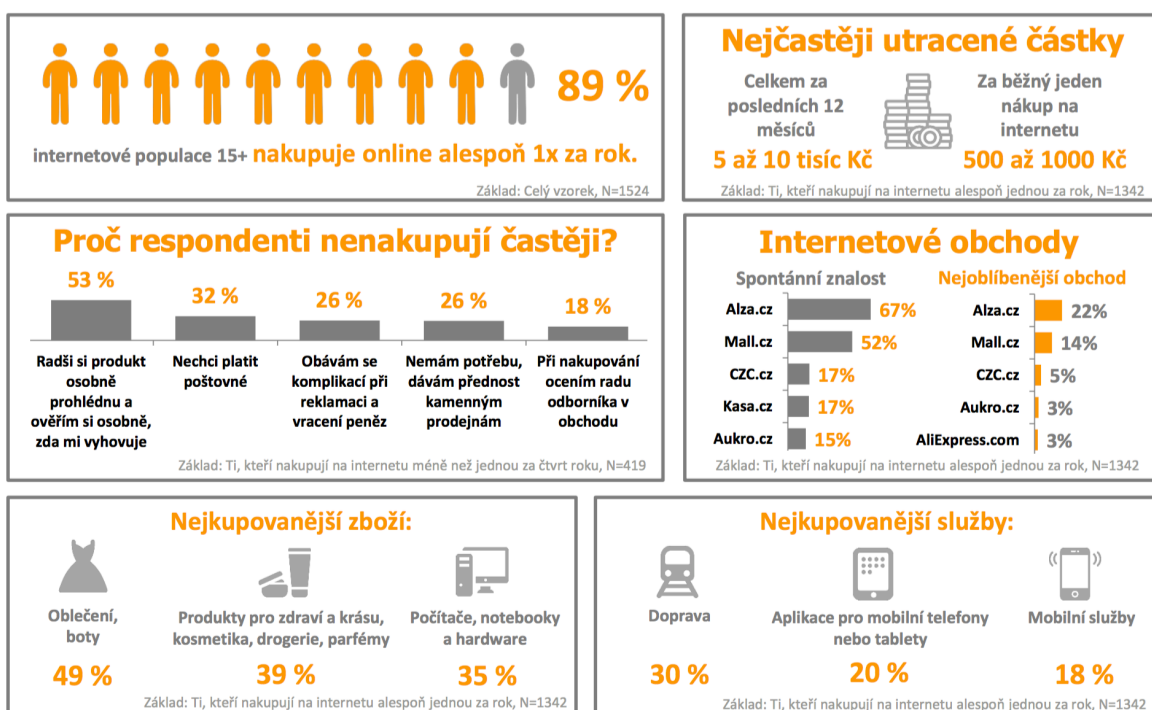 89 %
internetové populace 15+ nakupuje online alespoň 1x za rok.
Základ: Celý vzorek, N=1524
Nejčastěji utracené částky
Celkem za
posledních 12
měsíců
5 až 10 tisíc Kč
Za běžný jeden
nákup na
internetu
500 až 1000 Kč
Základ: Ti, kteří nakupují na internetu alespoň jednou za rok, N=1342
Proč respondenti nenakupují častěji?
53 %
32 %
26 %
26 %
18 %
Radši si produkt
osobně
prohlédnu a
ověřím si osobně,
zda mi vyhovuje
Nechci platit
poštovné
Obávám se
komplikací při
reklamaci a
vracení peněz
Nemám potřebu,
dávám přednost
kamenným
prodejnám
Při nakupování
ocením radu
odborníka v
obchodu
Základ: Ti, kteří nakupují na internetu méně než jednou za čtvrt roku, N=419
Internetové obchody
Spontánní znalost
Alza.cz 67%
Mall.cz 52%
CZC.cz 17%
Kasa.cz 17%
Aukro.cz 15%
Nejoblíbenější obchod
Alza.cz 22%
Mall.cz 14%
CZC.cz 5%
Aukro.cz 3%
AliExpress.com 3%
Základ: Ti, kteří nakupují na internetu alespoň jednou za rok, N=1342
Nejkupovanější zboží:
Oblečení,
boty
49 %
Produkty pro zdraví a krásu,
kosmetika, drogerie, parfémy
39 %
Počítače, notebooky
a hardware
35 %
Základ: Ti, kteří nakupují na internetu alespoň jednou za rok, N=1342
Nejkupovanější služby:
Doprava
30 %
Aplikace pro mobilní telefony
nebo tablety
20 %
Mobilní služby
18 %
Základ: Ti, kteří nakupují na internetu alespoň jednou za rok, N=1342